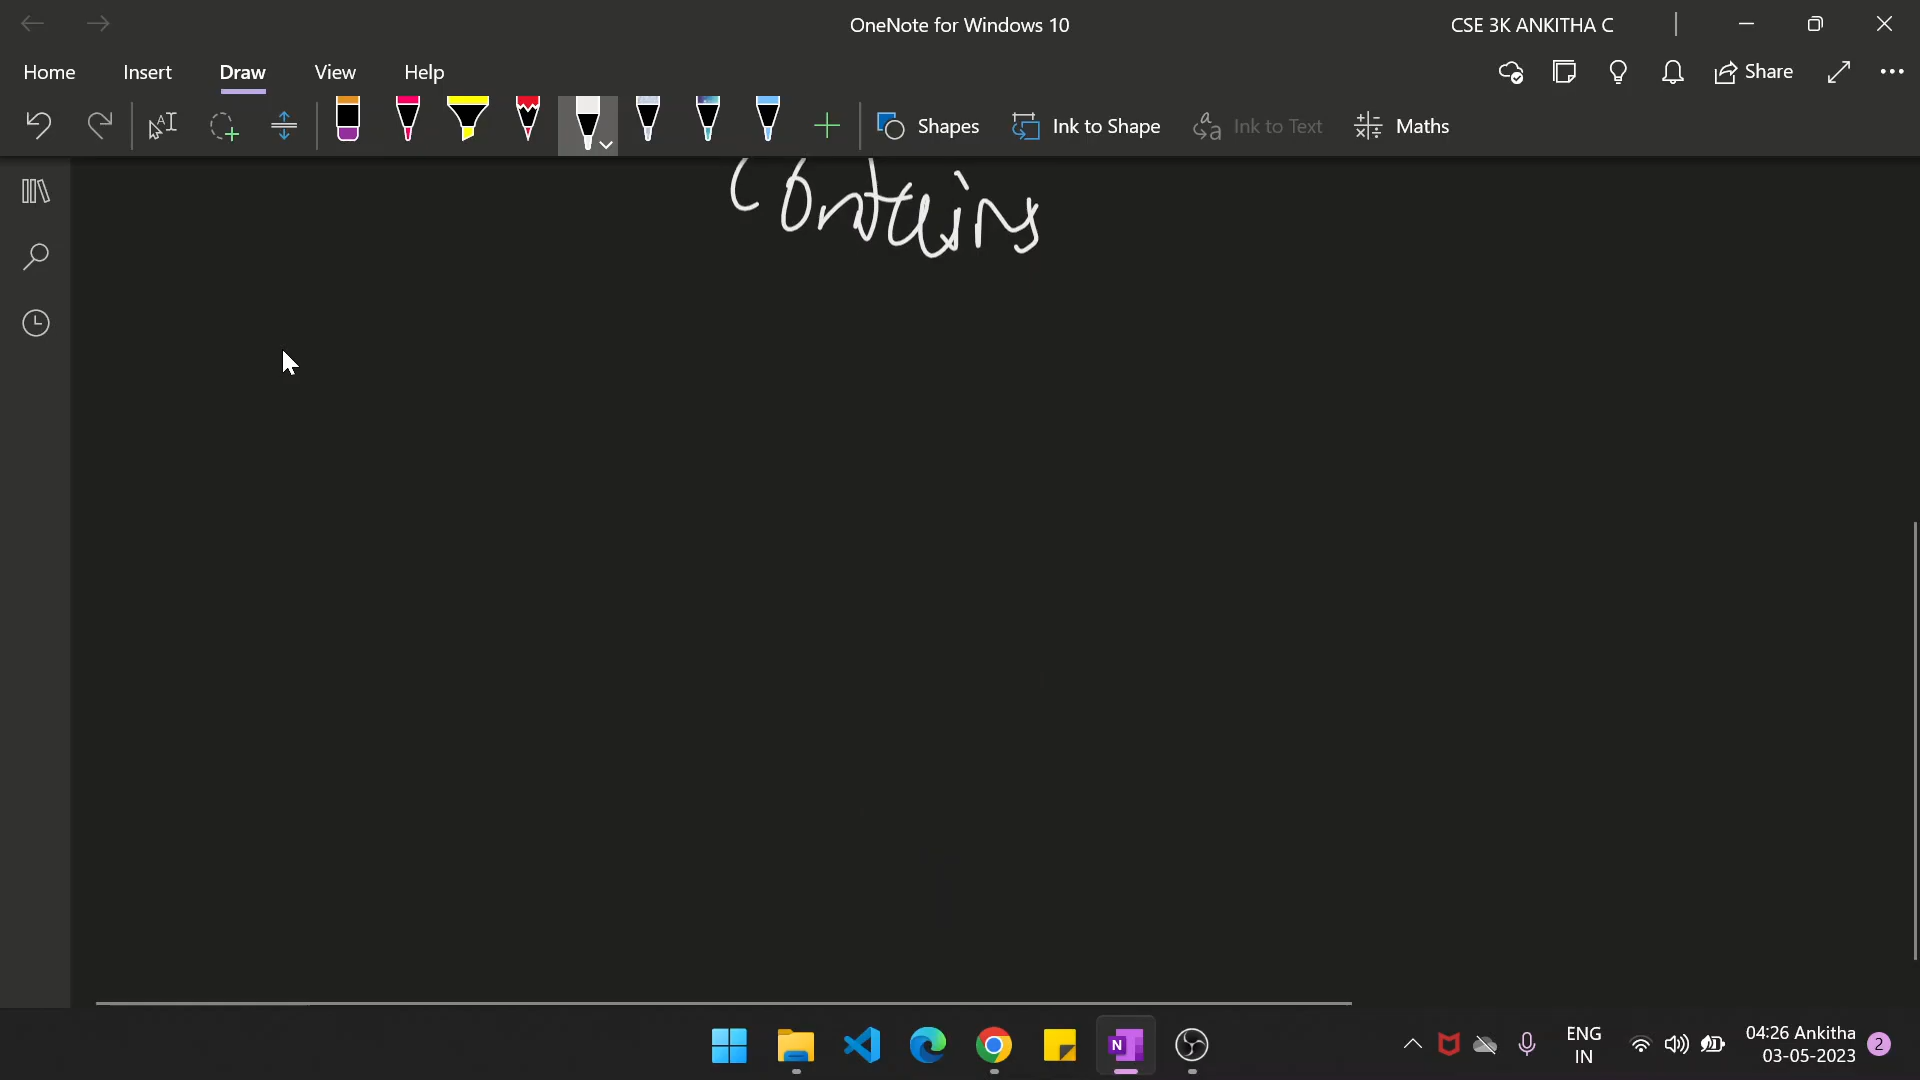 OneNote for Windows 10
CSE 3K ANKITHA C
Home Insert Draw View Help
Share
Shapes Ink to Shape Ink to Text Maths
Contains
ENG
IN
04:26 Ankitha
03-05-2023
2